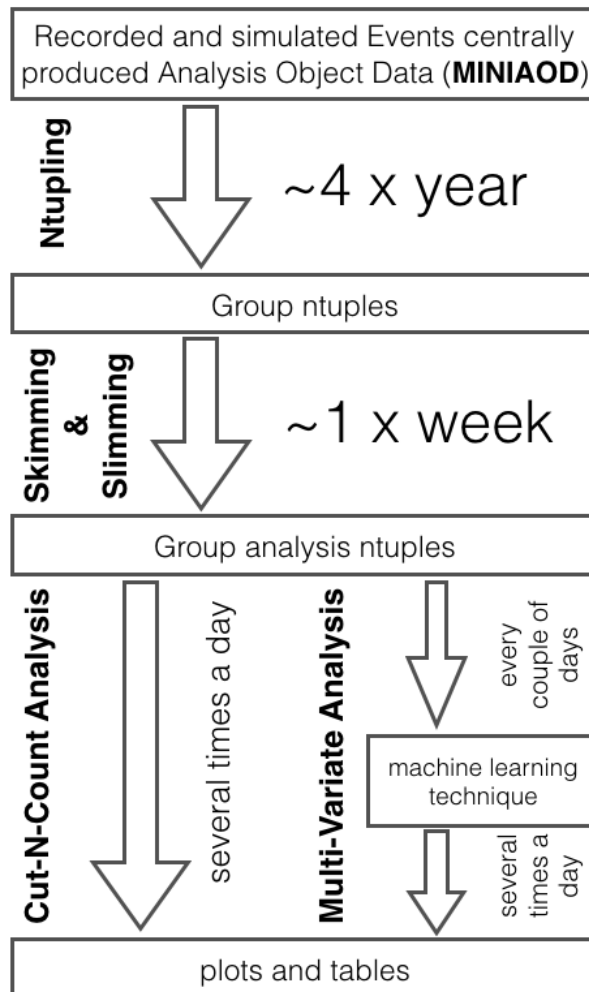 Recorded and simulated Events centrally
produced Analysis Object Data (MINIAOD)
Ntupling
~4 x year
Group ntuples
Skimming
&
Slimming
~1 x week
Group analysis ntuples
Cut-N-Count Analysis
several times a day
Multi-Variate Analysis
every
couple of
days
machine learning
technique
several
times a
day
plots and tables